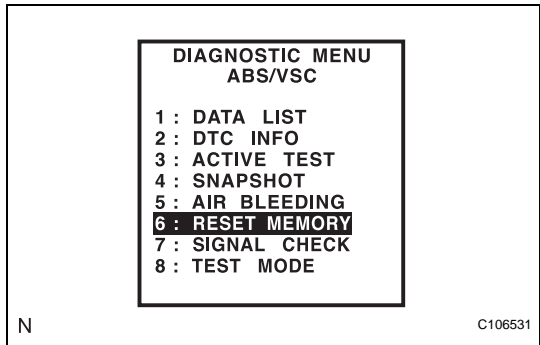 DIAGNOSTIC MENU
ABS/VSC
1 : DATA LIST
2 : DTC INFO
3 : ACTIVE TEST
4 : SNAPSHOT
5 : AIR BLEEDING
6 : RESET MEMORY
7 : SIGNAL CHECK
8 : TEST MODE
N
C106531